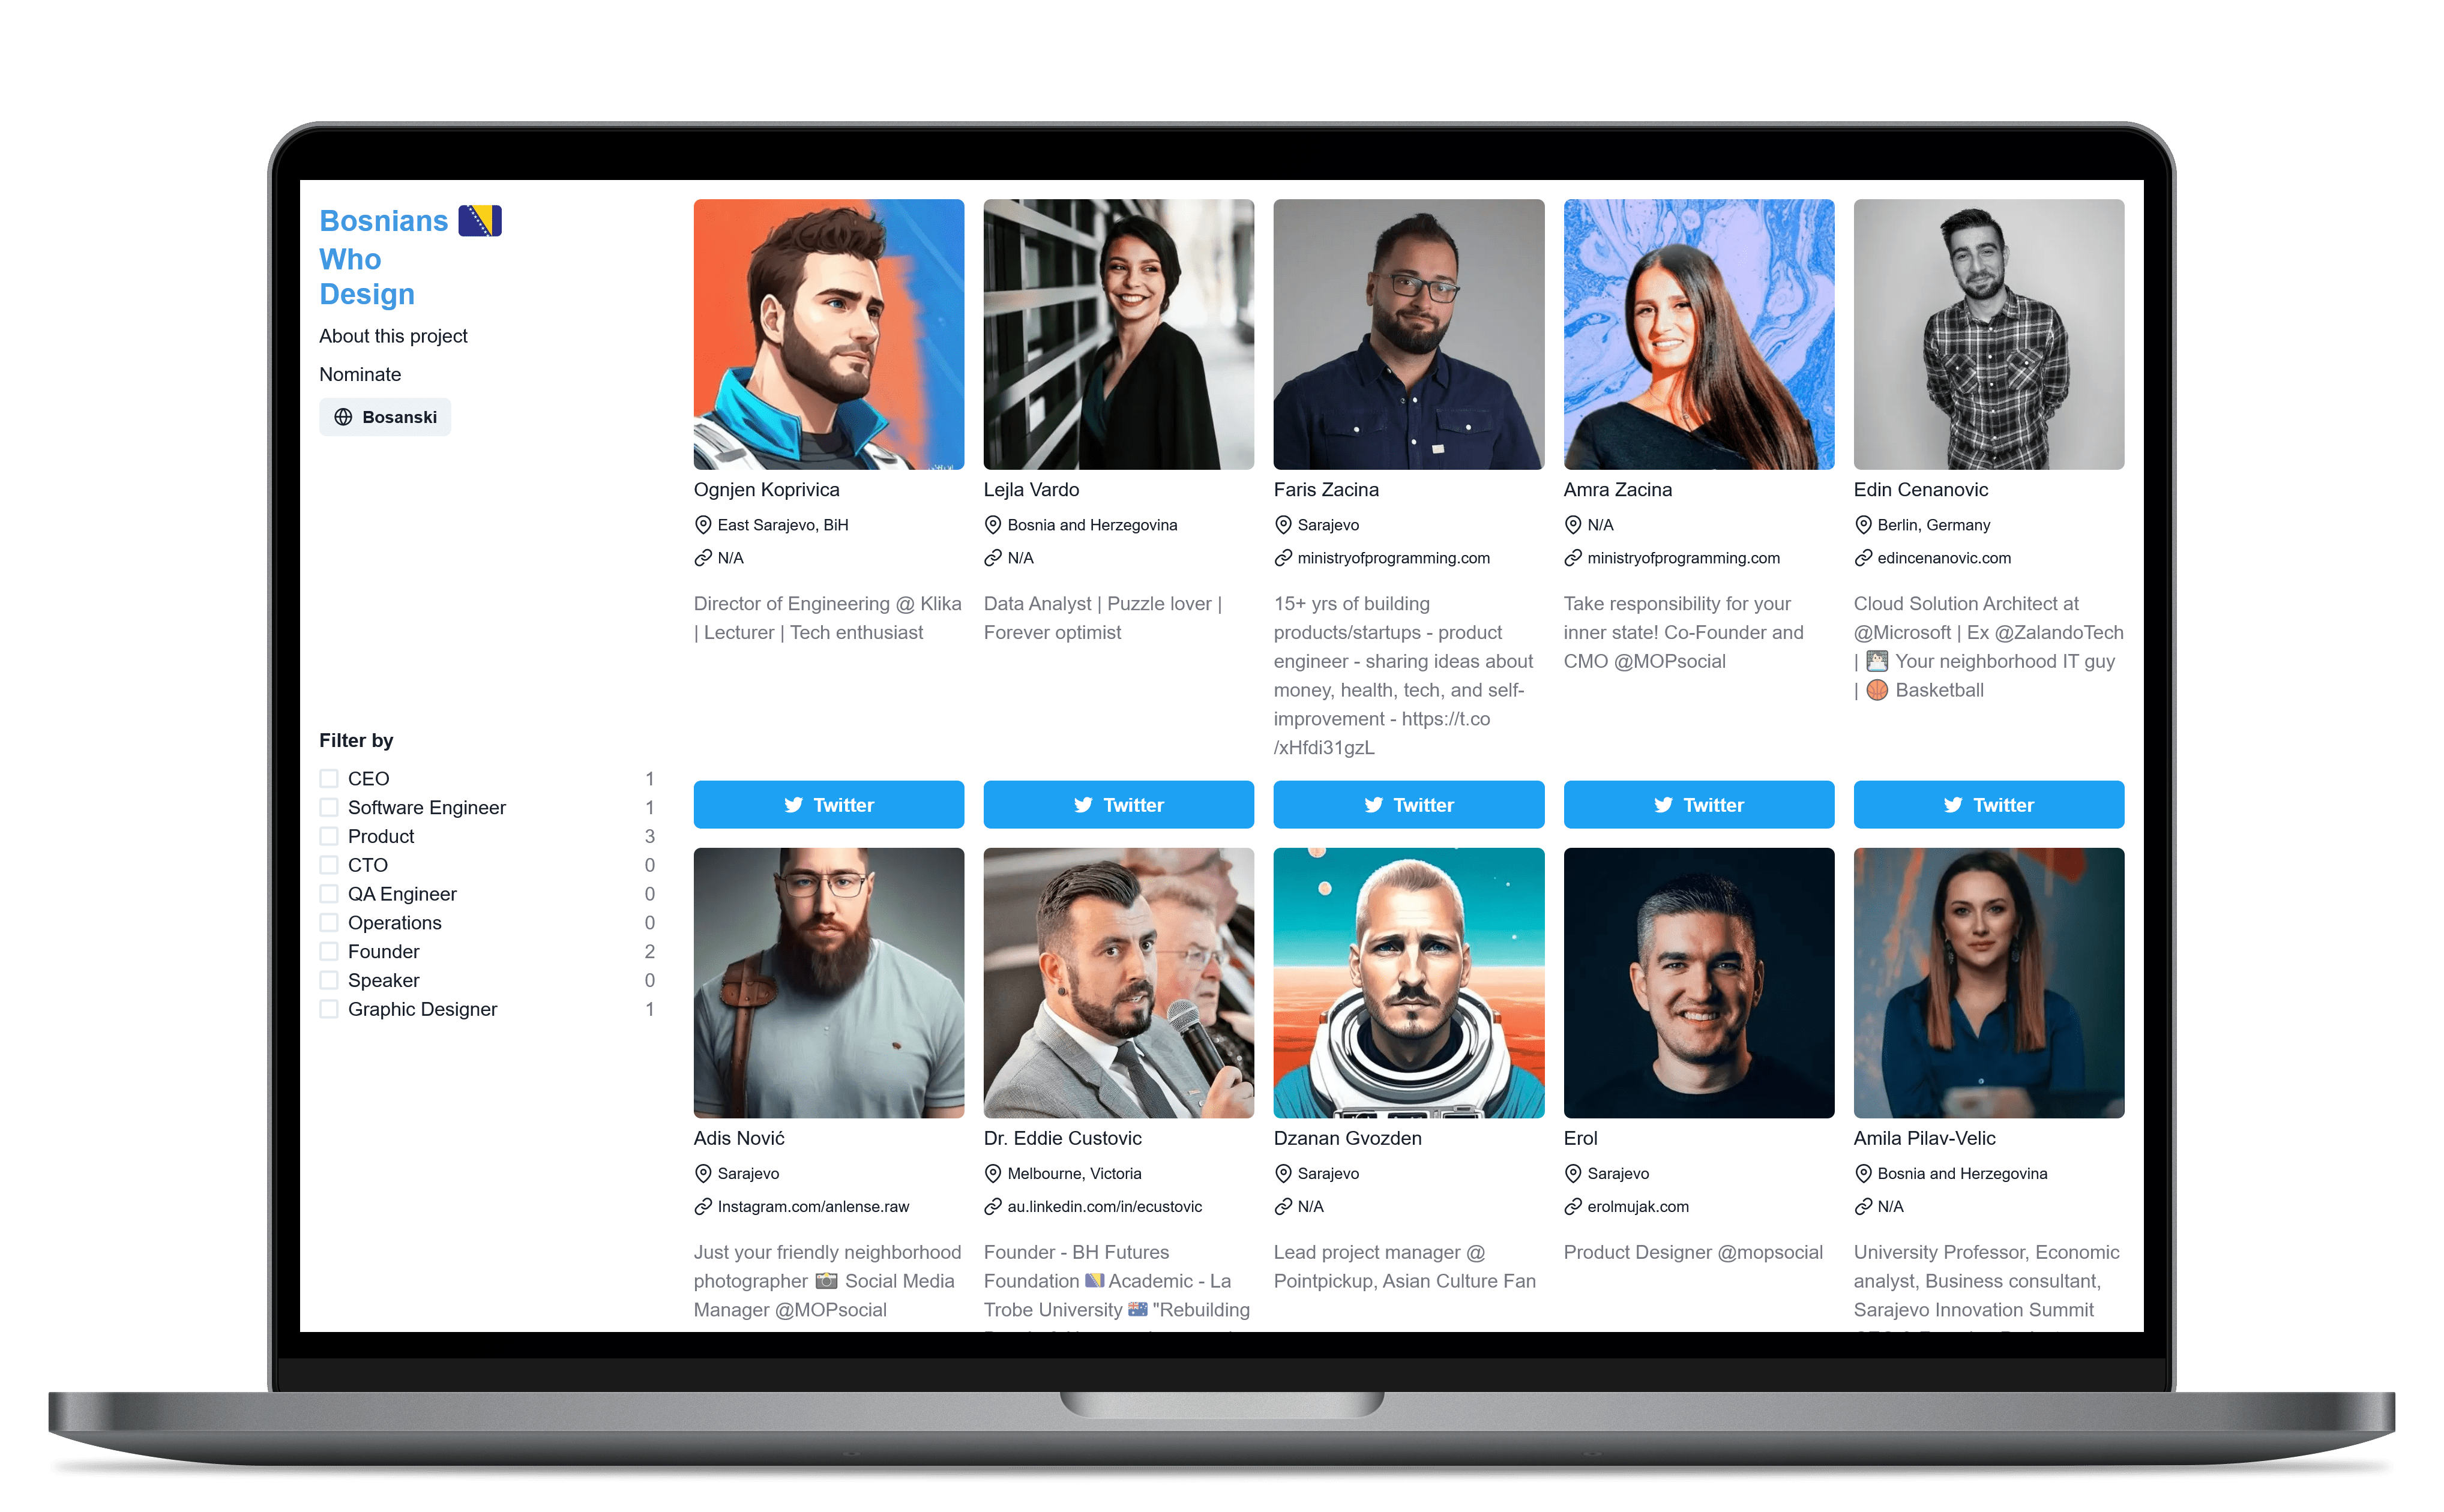 Bosnians
Who
Design
About this project
Nominate
Bosanski
Filter by
CEO 1
Software Engineer 1
Product 3
CTO 0
QA Engineer 0
Operations 0
Founder 2
Speaker 0
Graphic Designer 1
Ognjen Koprivica
East Sarajevo, BiH
N/A
Director of Engineering @ Klika
| Lecturer | Tech enthusiast
Twitter
Lejla Vardo
Bosnia and Herzegovina
N/A
Data Analyst | Puzzle lover |
Forever optimist
Twitter
Faris Zacina
Sarajevo
ministryofprogramming.com
15+ yrs of building
products/startups - product
engineer - sharing ideas about
money, health, tech, and self-
improvement - https://t.co
/xHfdi31gzL
Twitter
Amra Zacina
N/A
ministryofprogramming.com
Take responsibility for your
inner state! Co-Founder and
CMO @MOPsocial
Twitter
Edin Cenanovic
Berlin, Germany
edincenanovic.com
Cloud Solution Architect at
@Microsoft | Ex @ZalandoTech
| Your neighborhood IT guy
| 🏀 Basketball
Twitter
Adis Nović
Sarajevo
Instagram.com/anlense.raw
Just your friendly neighborhood
photographer 📷 Social Media
Manager @MOPsocial
Dr. Eddie Custovic
Melbourne, Victoria
au.linkedin.com/in/ecustovic
Founder - BH Futures
Foundation 🇧🇦 Academic - La
Trobe University 🇦🇺 "Rebuilding
Dzanan Gvozden
Sarajevo
N/A
Lead project manager @
Pointpickup, Asian Culture Fan
Erol
Sarajevo
erolmujak.com
Product Designer @mopsocial
Amila Pilav-Velic
Bosnia and Herzegovina
N/A
University Professor, Economic
analyst, Business consultant,
Sarajevo Innovation Summit